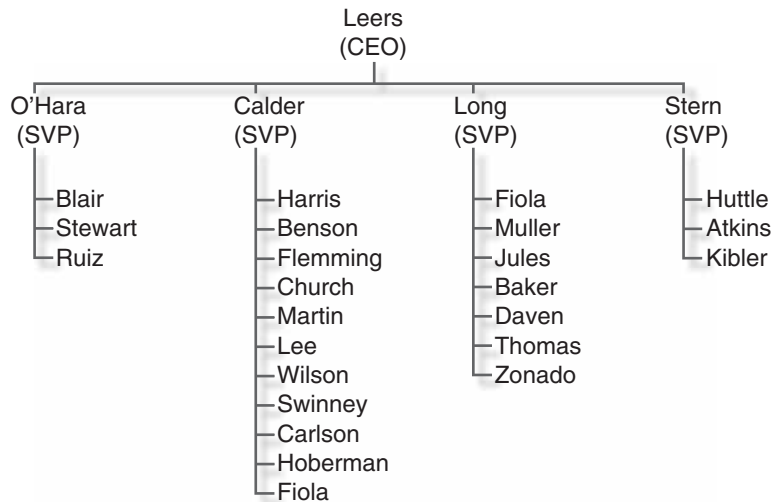 Leers
(CEO)
O'Hara
(SVP)
Calder
(SVP)
Long
(SVP)
Stern
(SVP)
Blair
Stewart
Ruiz
Harris
Benson
Flemming
Church
Martin
Lee
Wilson
Swinney
Carlson
Hoberman
Fiola
Fiola
Muller
Jules
Baker
Daven
Thomas
Zonado
Huttle
Atkins
Kibler